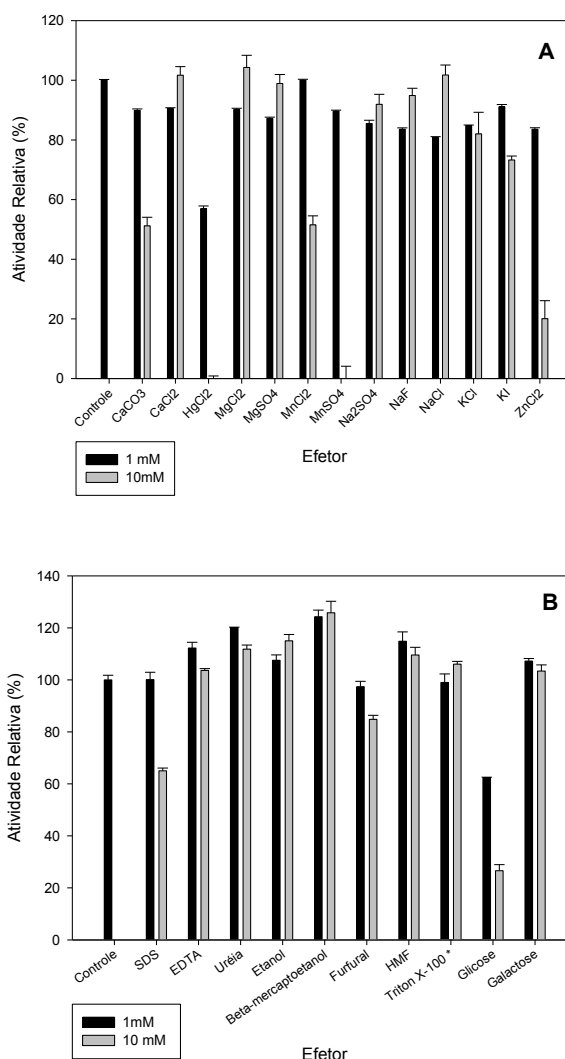 A
Atividade Relativa (%)
120
100
80
60
40
20
0
Controle
CaCO3
CaCl2
HgCl2
MgCl2
MgSO4
MnCl2
MnSO4
Na2SO4
NaF
NaCl
KCl
KI
ZnCl2
Efetor
1 mM
10mM
B
Atividade Relativa (%)
140
120
100
80
60
40
20
0
Controle
SDS
EDTA
Uréia
Etanol
Beta-mercaptoetanol
Furfural
HMF
Triton X-100 *
Glicose
Galactose
Efetor
1mM
10 mM